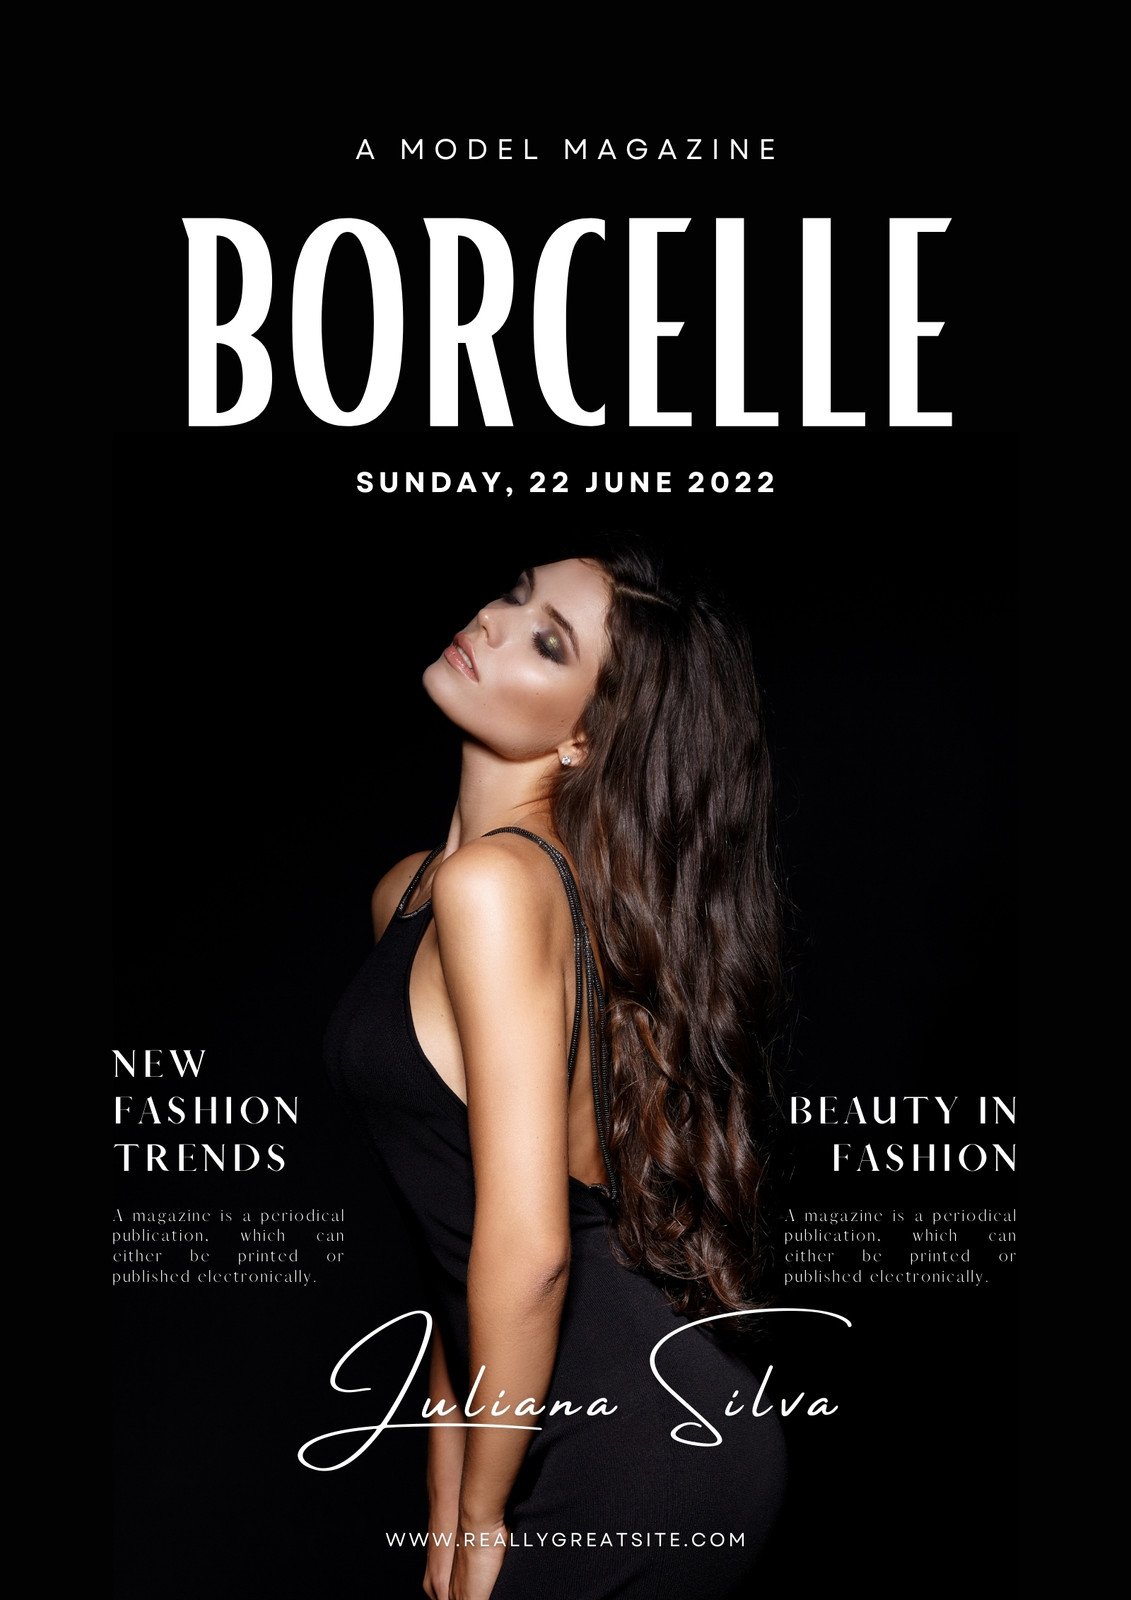 A MODEL MAGAZINE
BORCELLE
SUNDAY, 22 JUNE 2022
NEW
FASHION
TRENDS
A magazine is a periodical
publication, which can
either be printed or
published electronically.
BEAUTY IN
FASHION
A magazine is a periodical
publication, which can
either be printed or
published electronically.
Juliana Silva
WWW.REALLYGREATSITE.COM